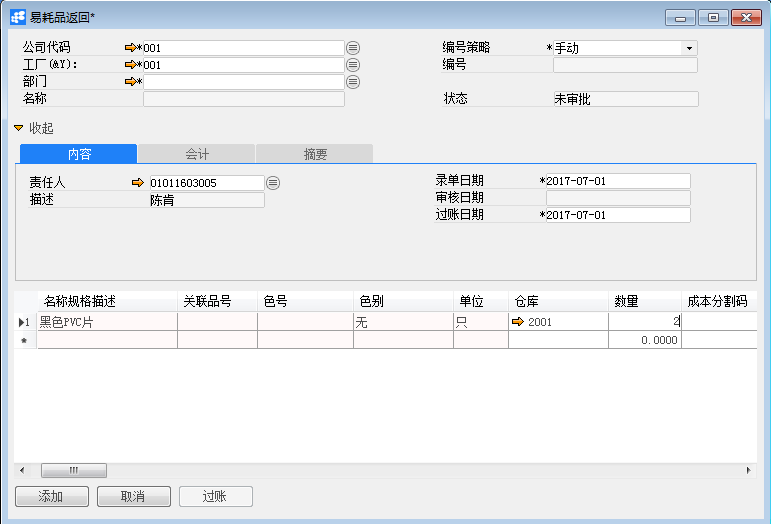 易耗品返回*
公司代码 *001 编号策略 *手动
工厂(&Y): *001 编号
部门 *
名称 状态 未审批
收起
内容 会计 摘要
责任人 01011603005 录单日期 *2017-07-01
描述 陈肯 审核日期
过账日期 *2017-07-01
名称规格描述 关联品号 色号 色别 单位 仓库 数量 成本分割码
1 黑色PVC片 无 只 2001 2
* 0.0000
添加 取消 过账